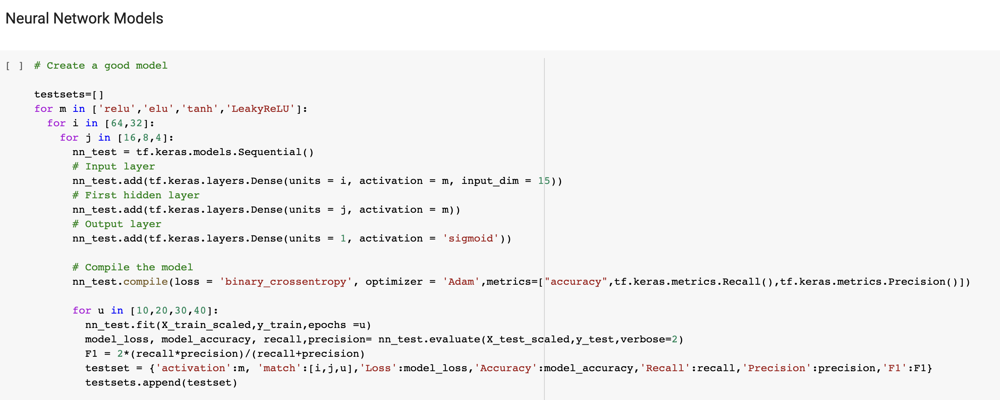 Neural Network Models
[ ] # Create a good model
testsets=[]
for m in ['relu','elu','tanh','LeakyReLU']:
  for i in [64,32]:
    for j in [16,8,4]:
      nn_test = tf.keras.models.Sequential()
      # Input layer
      nn_test.add(tf.keras.layers.Dense(units = i, activation = m, input_dim = 15))
      # First hidden layer
      nn_test.add(tf.keras.layers.Dense(units = j, activation = m))
      # Output layer
      nn_test.add(tf.keras.layers.Dense(units = 1, activation = 'sigmoid'))
      # Compile the model
      nn_test.compile(loss = 'binary_crossentropy', optimizer = 'Adam',metrics=["accuracy",tf.keras.metrics.Recall(),tf.keras.metrics.Precision()])
      for u in [10,20,30,40]:
        nn_test.fit(X_train_scaled,y_train,epochs =u)
        model_loss, model_accuracy, recall,precision= nn_test.evaluate(X_test_scaled,y_test,verbose=2)
        F1 = 2*(recall*precision)/(recall+precision)
        testset = {'activation':m, 'match':[i,j,u],'Loss':model_loss,'Accuracy':model_accuracy,'Recall':recall,'Precision':precision,'F1':F1}
        testsets.append(testset)